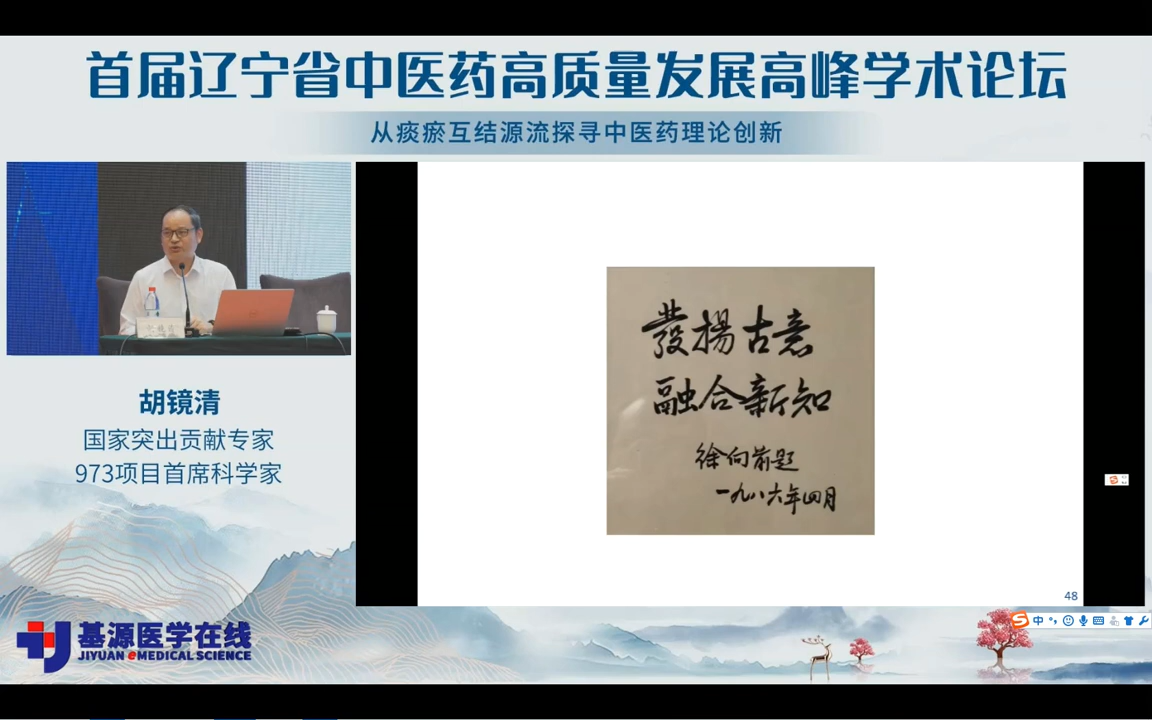 首届辽宁省中医药高质量发展高峰学术论坛
从痰瘀互结源流探寻中医药理论创新
胡镜清
国家突出贡献专家
973项目首席科学家
發揚古意
融合新知
徐向前题
一九八六年四月
48
中
基源医学在线
JIYUAN eMEDICAL SCIENCE